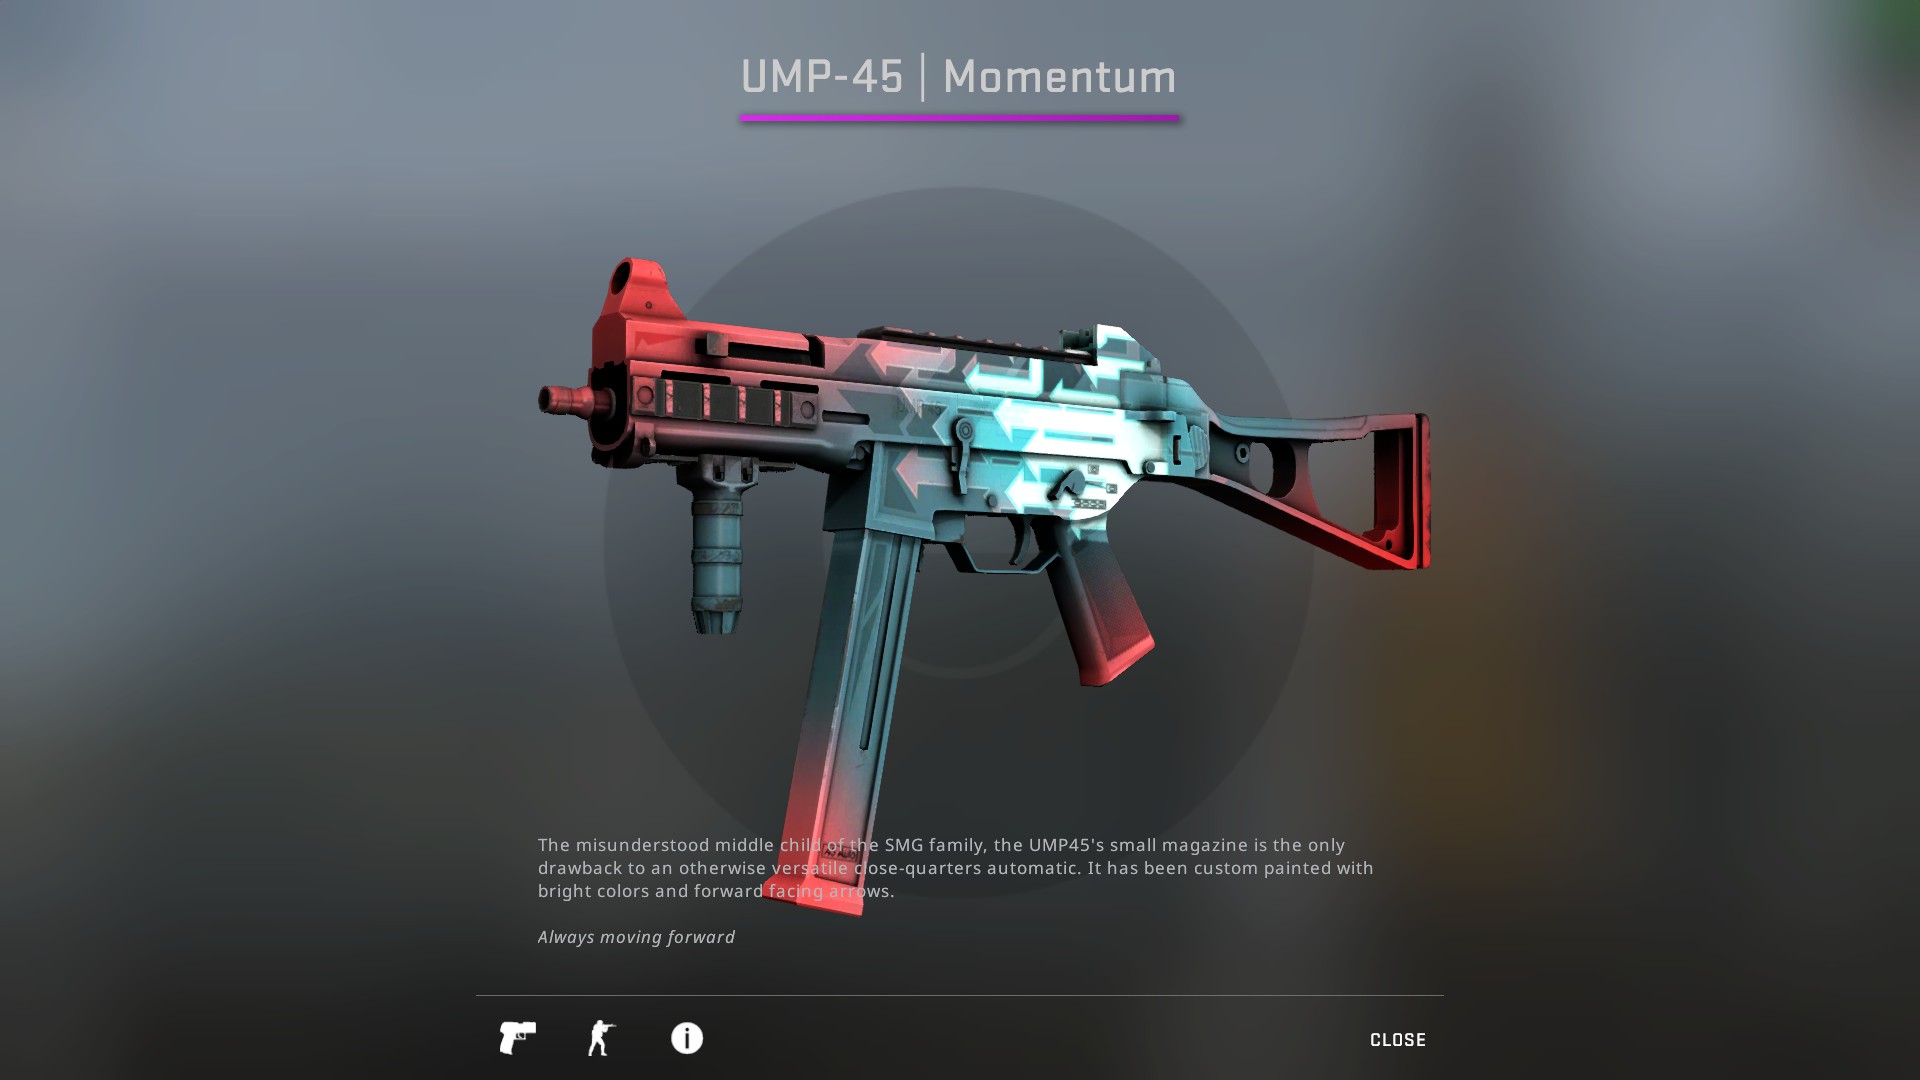 UMP-45 | Momentum
The misunderstood middle child of the SMG family, the UMP45's small magazine is the only
drawback to an otherwise versatile close-quarters automatic. It has been custom painted with
bright colors and forward facing arrows.
Always moving forward
CLOSE